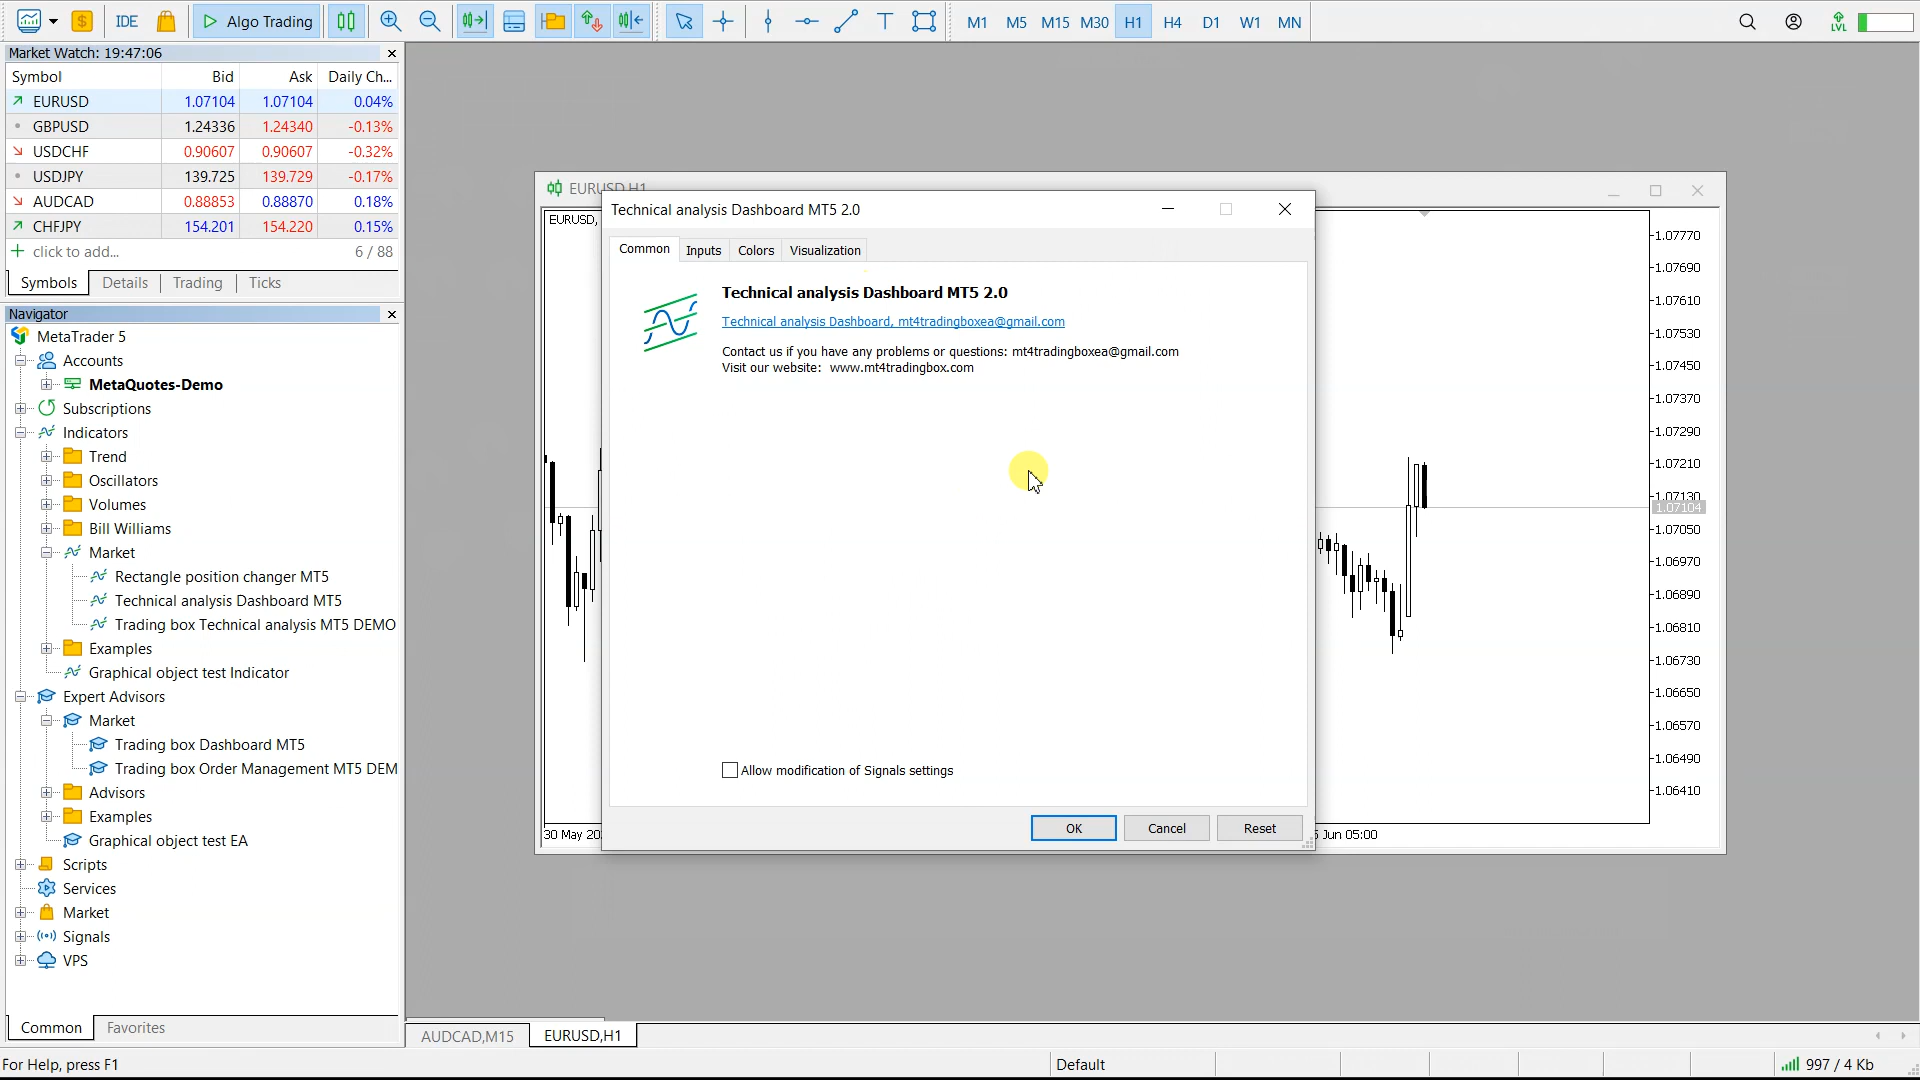 IDE
Algo Trading
M1 M5 M15 M30 H1 H4 D1 W1 MN
LVL
Market Watch: 19:47:06
Symbol Bid Ask Daily Ch...
EURUSD 1.07104 1.07104 0.04%
GBPUSD 1.24336 1.24340 -0.13%
USDCHF 0.90607 0.90607 -0.32%
USDJPY 139.725 139.729 -0.17%
AUDCAD 0.88853 0.88870 0.18%
CHFJPY 154.201 154.220 0.15%
click to add... 6 / 88
Symbols Details Trading Ticks
Navigator
MetaTrader 5
Accounts
MetaQuotes-Demo
Subscriptions
Indicators
Trend
Oscillators
Volumes
Bill Williams
Market
Rectangle position changer MT5
Technical analysis Dashboard MT5
Trading box Technical analysis MT5 DEMO
Examples
Graphical object test Indicator
Expert Advisors
Market
Trading box Dashboard MT5
Trading box Order Management MT5 DEM
Advisors
Examples
Graphical object test EA
Scripts
Services
Market
Signals
VPS
Common Favorites
EURUSD,H1
EURUSD,
Technical analysis Dashboard MT5 2.0
Common Inputs Colors Visualization
Technical analysis Dashboard MT5 2.0
Technical analysis Dashboard, mt4tradingboxea@gmail.com
Contact us if you have any problems or questions: mt4tradingboxea@gmail.com
Visit our website: www.mt4tradingbox.com
Allow modification of Signals settings
OK Cancel Reset
1.07770
1.07690
1.07610
1.07530
1.07450
1.07370
1.07290
1.07210
1.07130
1.07104
1.07050
1.06970
1.06890
1.06810
1.06730
1.06650
1.06570
1.06490
1.06410
30 May 20
Jun 05:00
AUDCAD,M15 EURUSD,H1
For Help, press F1
Default
997 / 4 Kb